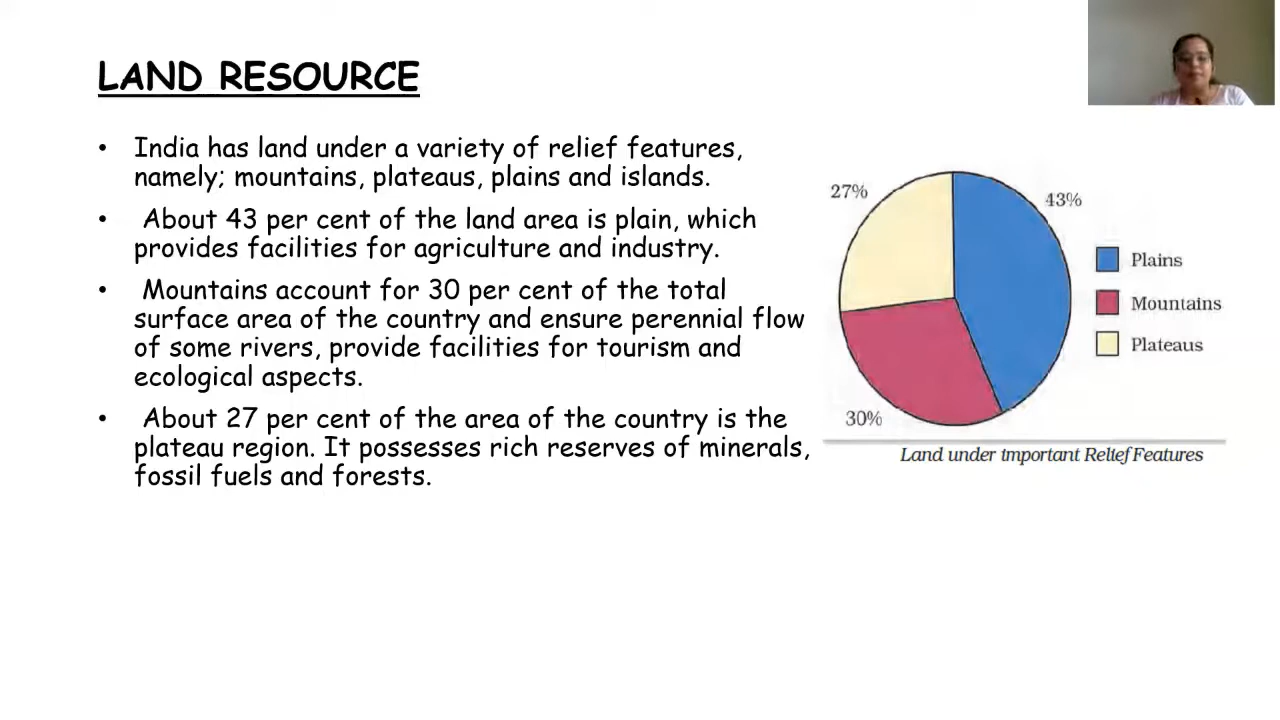 LAND RESOURCE
• India has land under a variety of relief features,
namely; mountains, plateaus, plains and islands.
• About 43 per cent of the land area is plain, which
provides facilities for agriculture and industry.
• Mountains account for 30 per cent of the total
surface area of the country and ensure perennial flow
of some rivers, provide facilities for tourism and
ecological aspects.
• About 27 per cent of the area of the country is the
plateau region. It possesses rich reserves of minerals,
fossil fuels and forests.
27%
43%
30%
Plains
Mountains
Plateaus
Land under important Relief Features